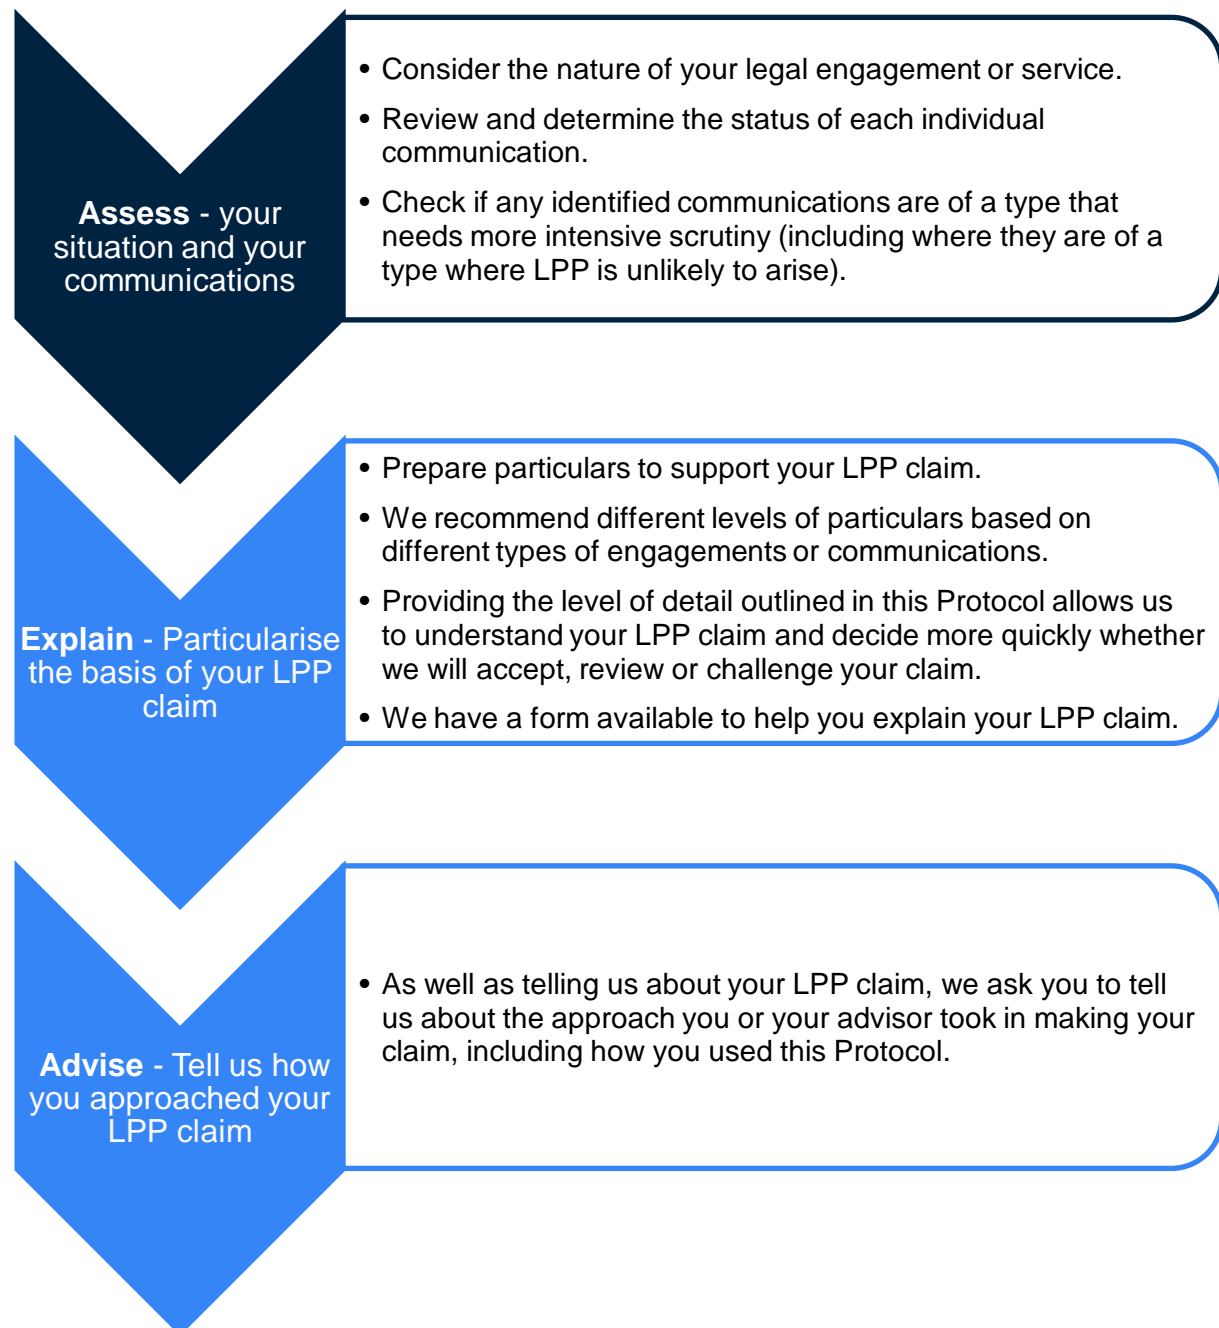 Assess - your
situation and your
communications
• Consider the nature of your legal engagement or service.
• Review and determine the status of each individual
communication.
• Check if any identified communications are of a type that
needs more intensive scrutiny (including where they are of a
type where LPP is unlikely to arise).
Explain - Particularise
the basis of your LPP
claim
• Prepare particulars to support your LPP claim.
• We recommend different levels of particulars based on
different types of engagements or communications.
• Providing the level of detail outlined in this Protocol allows us
to understand your LPP claim and decide more quickly whether
we will accept, review or challenge your claim.
• We have a form available to help you explain your LPP claim.
Advise - Tell us how
you approached your
LPP claim
• As well as telling us about your LPP claim, we ask you to tell
us about the approach you or your advisor took in making your
claim, including how you used this Protocol.